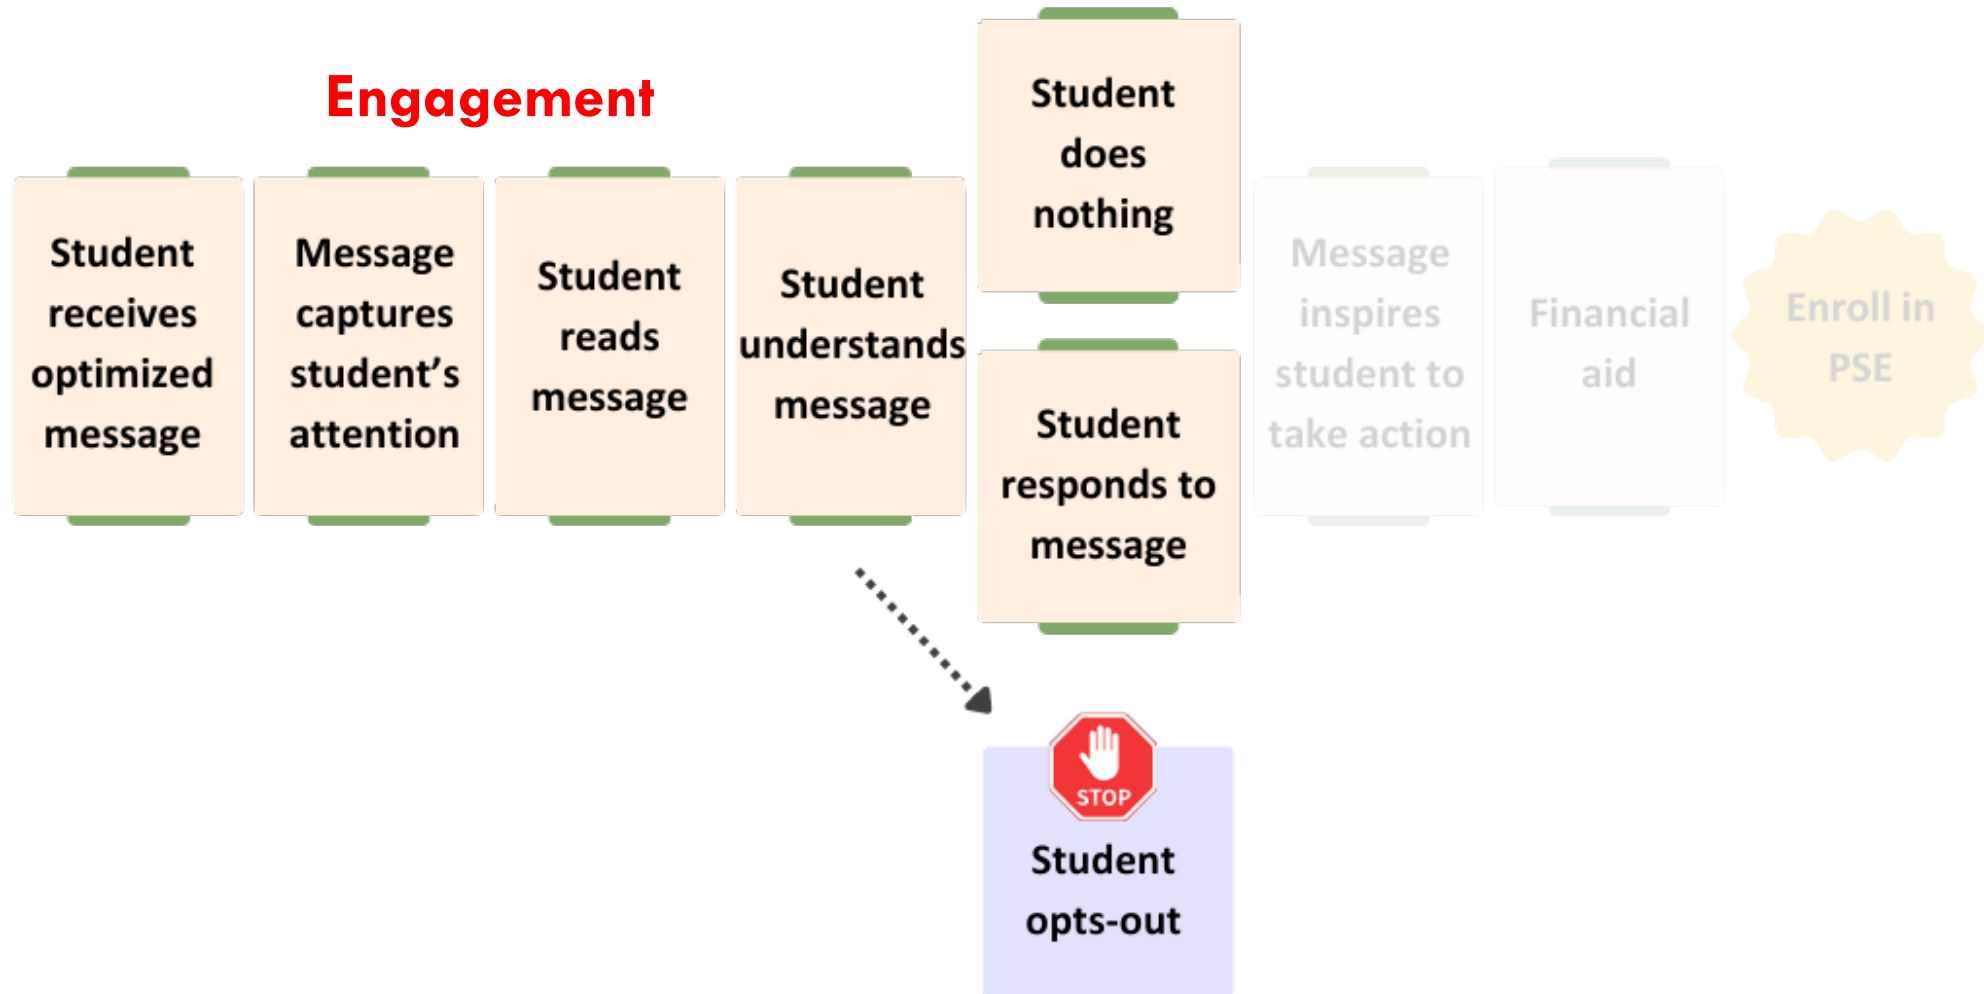 Engagement
Student
receives
optimized
message
Message
captures
student’s
attention
Student
reads
message
Student
understands
message
Student
does
nothing
Student
responds to
message
Message
inspires
student to
take action
Financial
aid
Enroll in
PSE
STOP
Student
opts-out